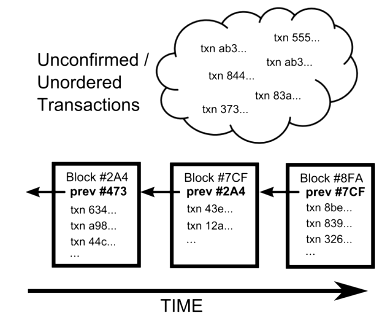 Unconfirmed /
Unordered
Transactions
txn 555...
txn ab3...
txn ab3...
txn 844...
txn 83a...
txn 373...
Block #2A4
prev #473
txn 634...
txn a98...
txn 44c...
...
Block #7CF
prev #2A4
txn 43e...
txn 12a...
...
Block #8FA
prev #7CF
txn 8be...
txn 839...
txn 326...
...
TIME